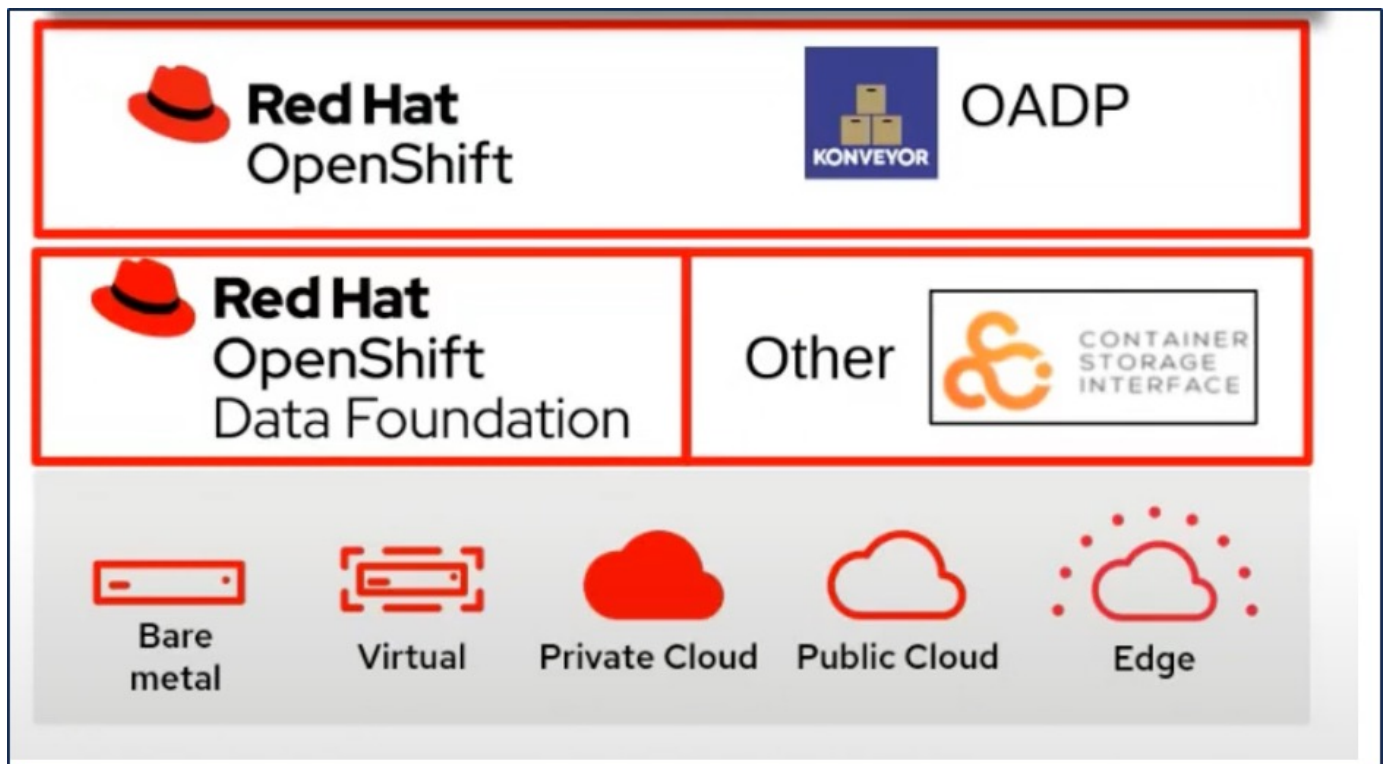 Red Hat
OpenShift
KONVEYOR
OADP
Red Hat
OpenShift
Data Foundation
Other
CONTAINER
STORAGE
INTERFACE
Bare
metal
Virtual
Private Cloud
Public Cloud
Edge